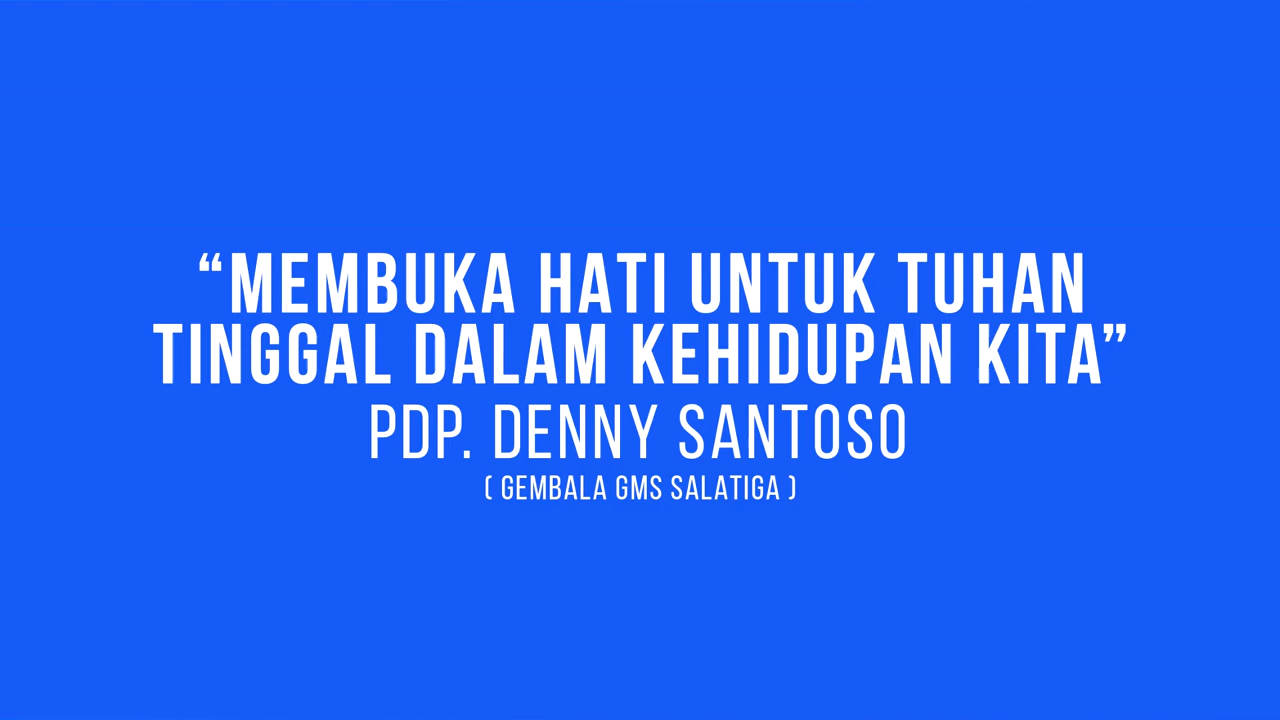 “MEMBUKA HATI UNTUK TUHAN
TINGGAL DALAM KEHIDUPAN KITA”
PDP. DENNY SANTOSO
( GEMBALA GMS SALATIGA )